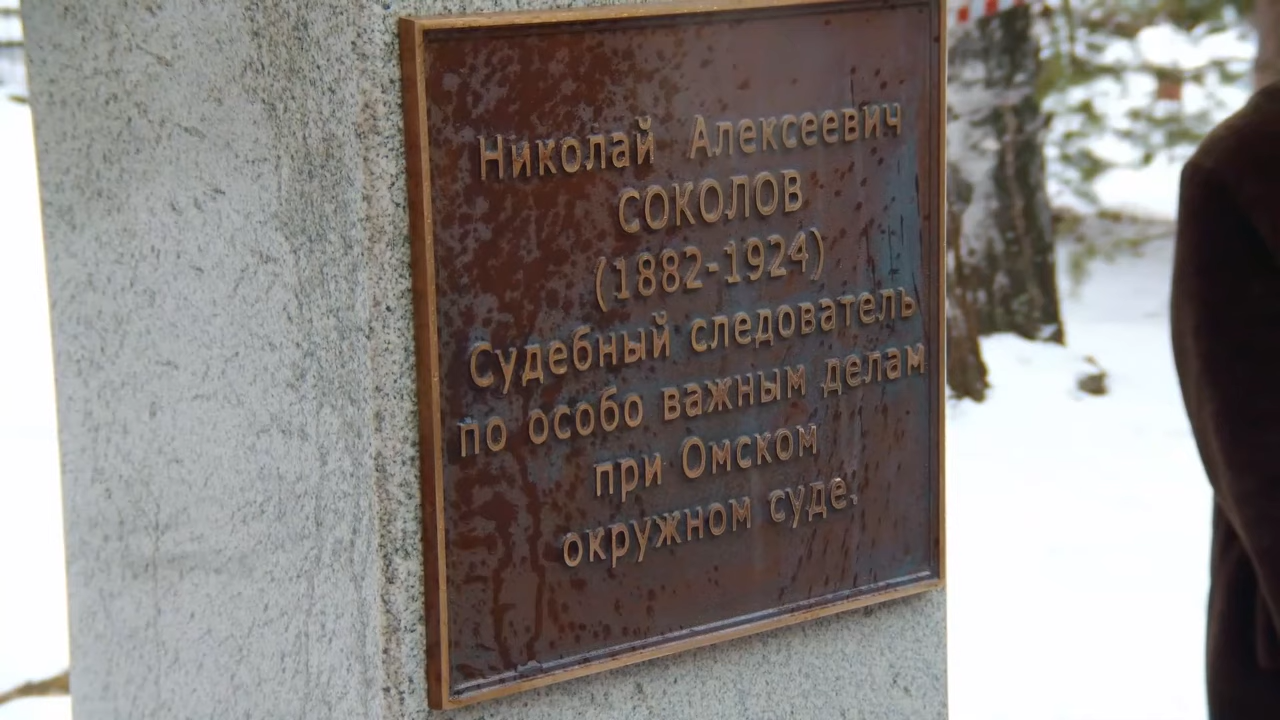 Николай Алексеевич
СОКОЛОВ
(1882-1924)
Судебный следователь
по особо важным делам
при Омском
окружном суде.